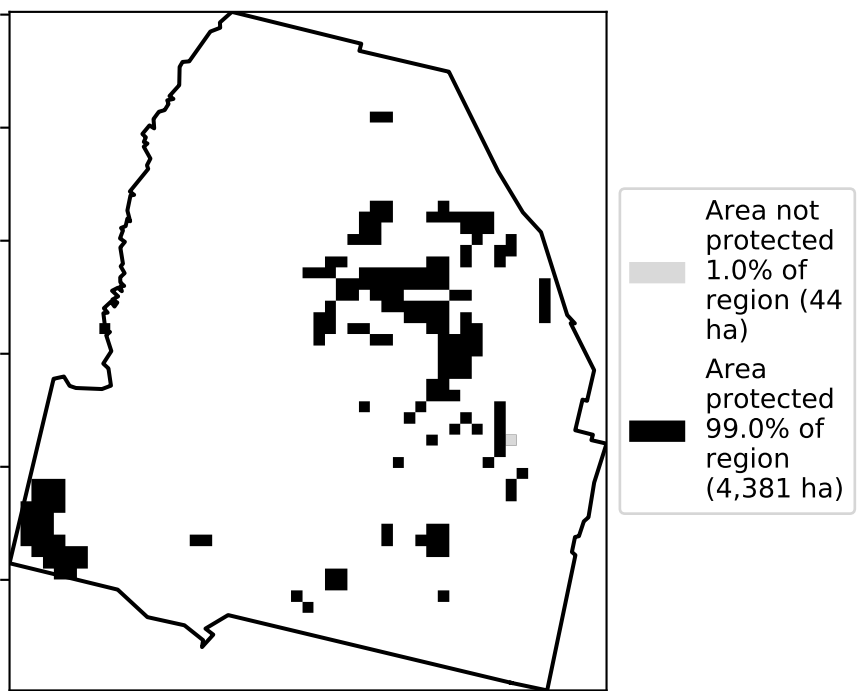 Area not
protected
1.0% of
region (44
ha)
Area
protected
99.0% of
region
(4,381 ha)